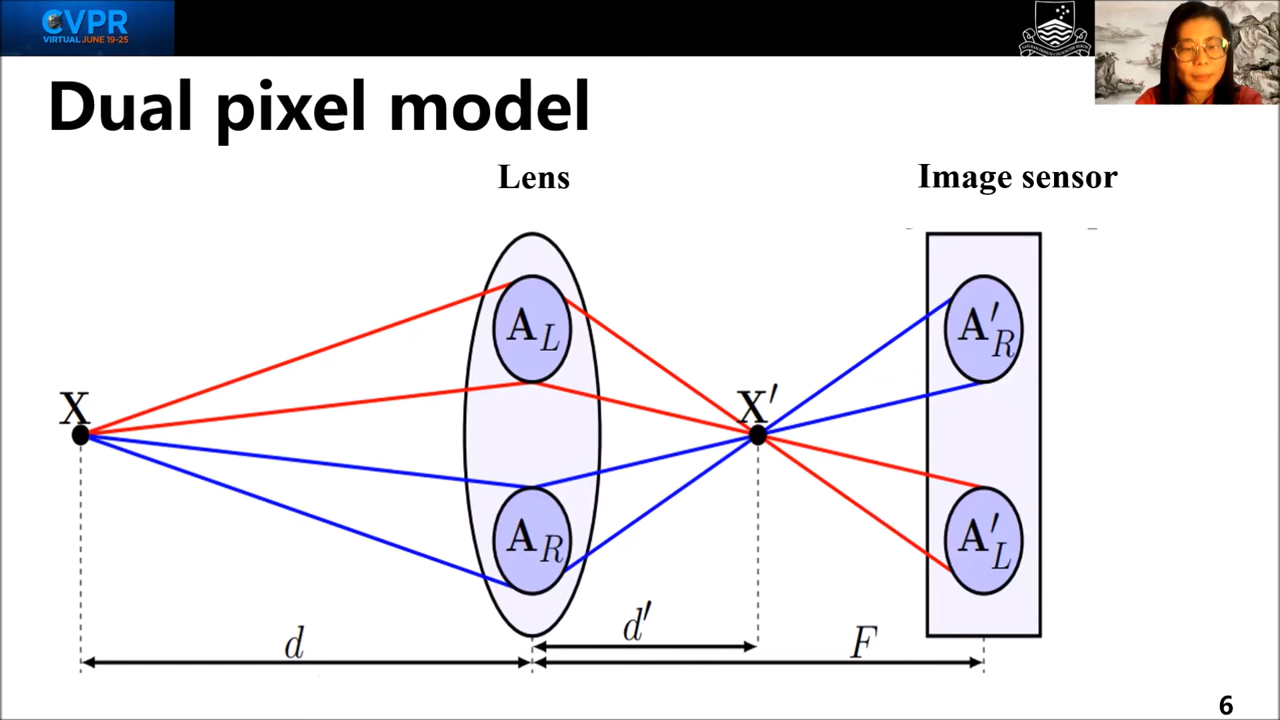 CVPR
VIRTUAL JUNE 19-25
Dual pixel model
Lens
Image sensor
A_L
A'_R
X
X'
A_R
A'_L
d'
d
F
6